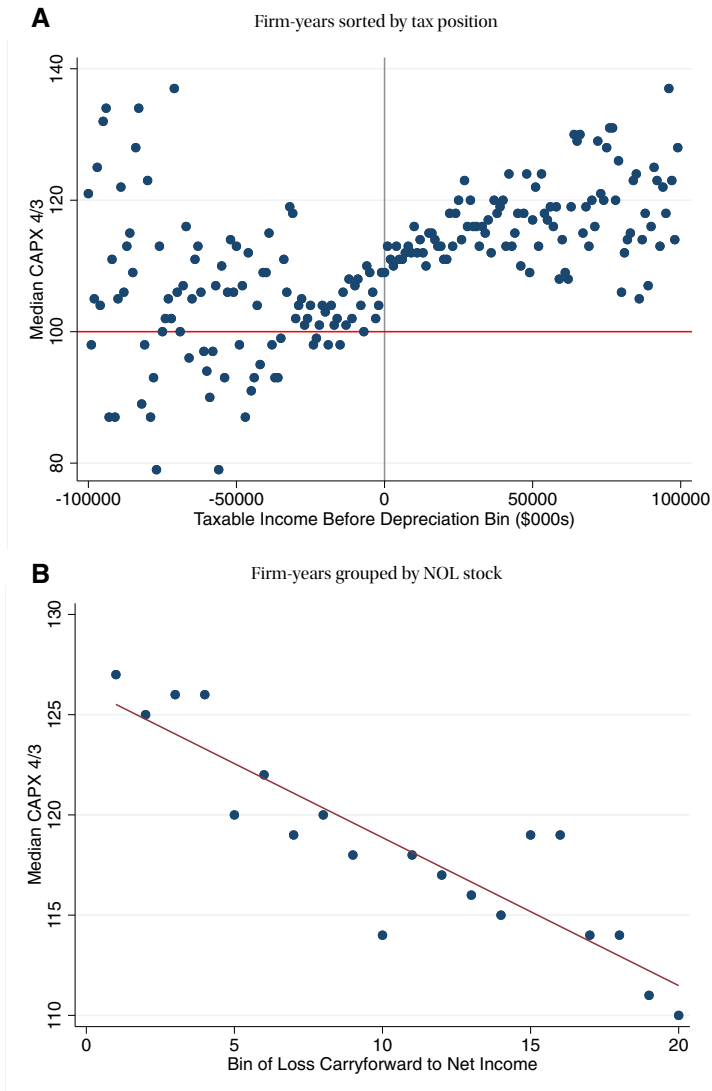 A
Firm-years sorted by tax position
Median CAPX 4/3
140
120
100
80
-100000 -50000 0 50000 100000
Taxable Income Before Depreciation Bin ($000s)
B
Firm-years grouped by NOL stock
Median CAPX 4/3
130
125
120
115
110
0 5 10 15 20
Bin of Loss Carryforward to Net Income